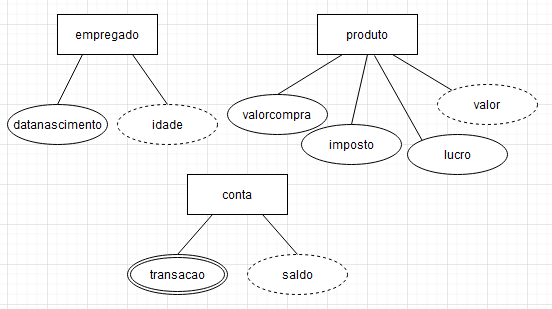 empregado
produto
datanascimento
idade
valorcompra
imposto
lucro
valor
conta
transacao
saldo